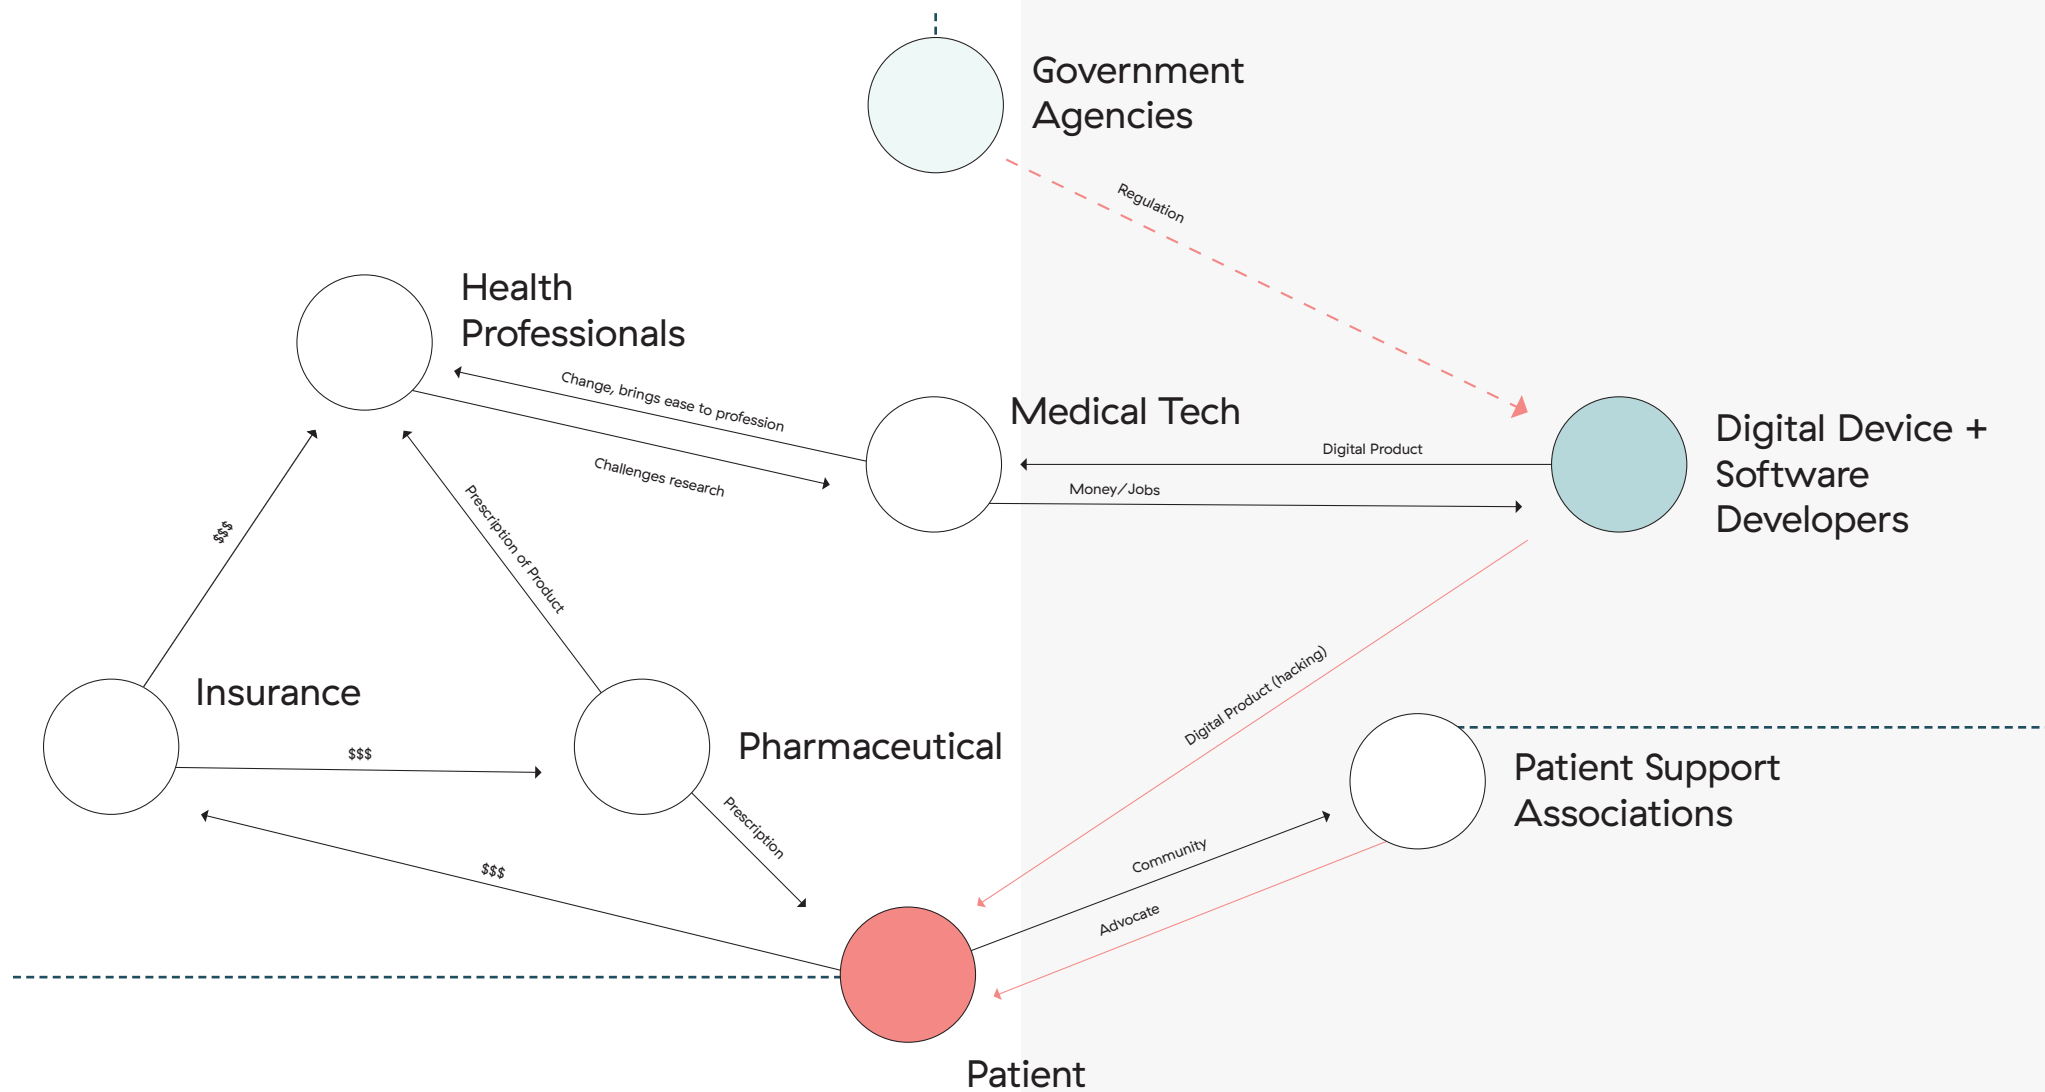 Government
Agencies
Regulation
Health
Professionals
Change, brings ease to profession
Challenges research
Medical Tech
Digital Product
Money/Jobs
Digital Device +
Software
Developers
$$$
Prescription of Product
Insurance
$$$
Pharmaceutical
Digital Product (hacking)
Patient Support
Associations
Prescription
$$$
Community
Advocate
Patient